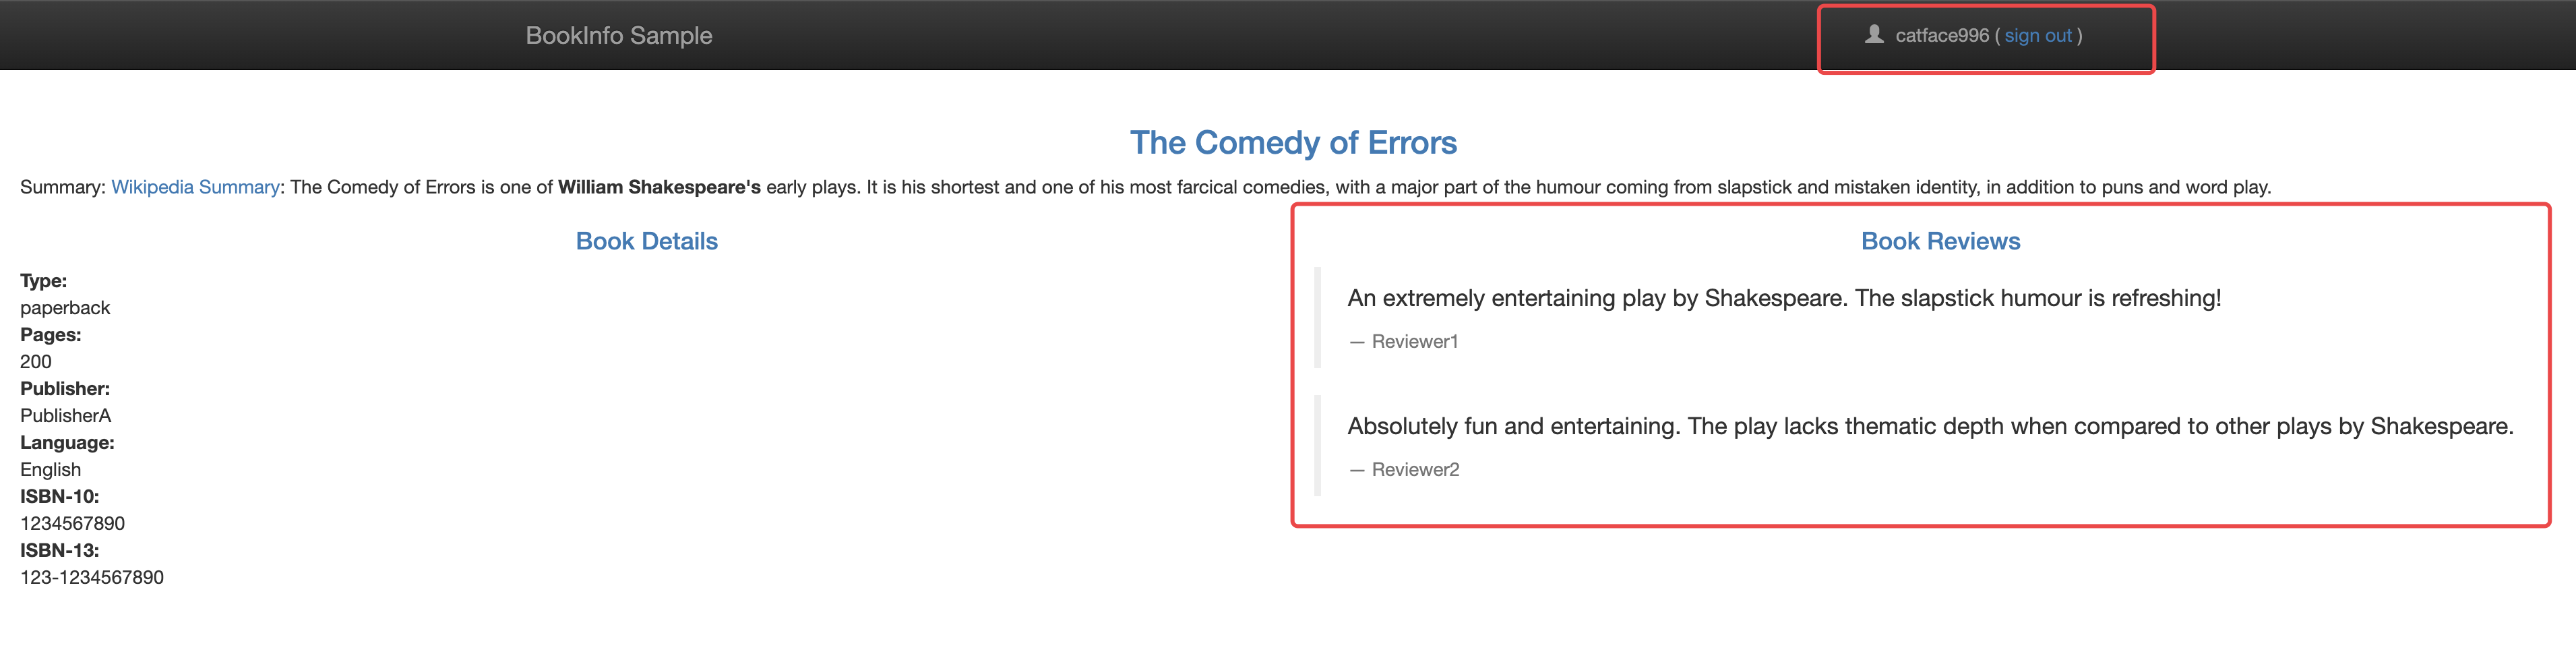 BookInfo Sample
catface996 ( sign out )
The Comedy of Errors
Summary: Wikipedia Summary: The Comedy of Errors is one of William Shakespeare's early plays. It is his shortest and one of his most farcical comedies, with a major part of the humour coming from slapstick and mistaken identity, in addition to puns and word play.
Book Details
Type:
paperback
Pages:
200
Publisher:
PublisherA
Language:
English
ISBN-10:
1234567890
ISBN-13:
123-1234567890
Book Reviews
An extremely entertaining play by Shakespeare. The slapstick humour is refreshing!
— Reviewer1
Absolutely fun and entertaining. The play lacks thematic depth when compared to other plays by Shakespeare.
— Reviewer2